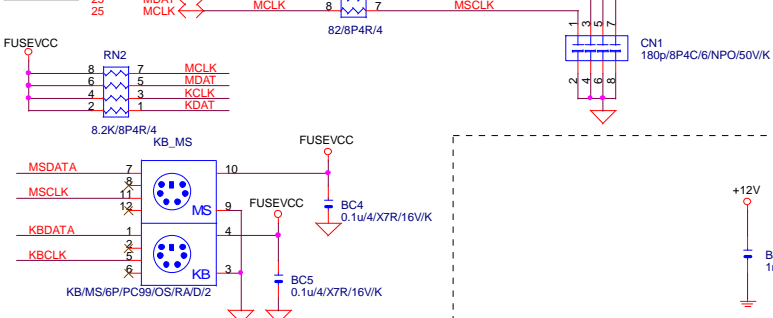 25 MDAT
25 MCLK MCLK 8 7 MSCLK
82/8P4R/4
1 3 5 7
CN1
180p/8P4C/6/NPO/50V/K
2 4 6 8
FUSEVCC
RN2
8 7 MCLK
6 5 MDAT
4 3 KCLK
2 1 KDAT
8.2K/8P4R/4
KB_MS
FUSEVCC
MSDATA 7 10
8
MSCLK 11
12 MS 9
BC4
0.1u/4/X7R/16V/K
FUSEVCC
KBDATA 1 4
2
KBCLK 5
6 KB 3
BC5
0.1u/4/X7R/16V/K
KB/MS/6P/PC99/OS/RA/D/2
+12V